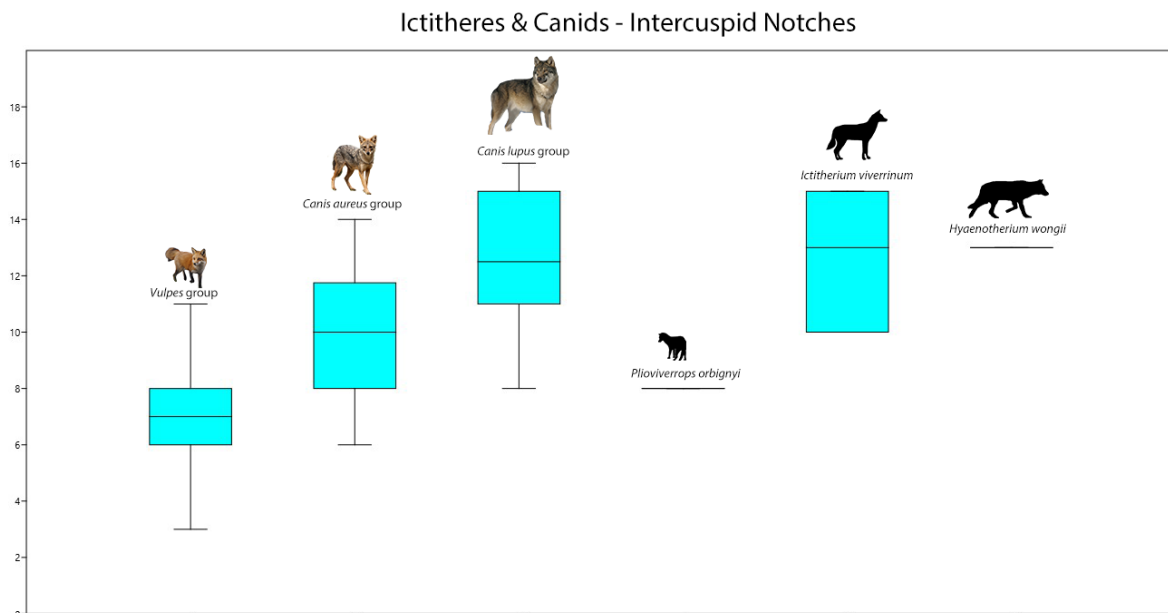 Ictitheres & Canids - Intercuspid Notches
18
16
14
12
10
8
6
4
2
Canis lupus group
Canis aureus group
Ictitherium viverrinum
Hyaenotherium wongii
Vulpes group
Plioviverrops orbignyi